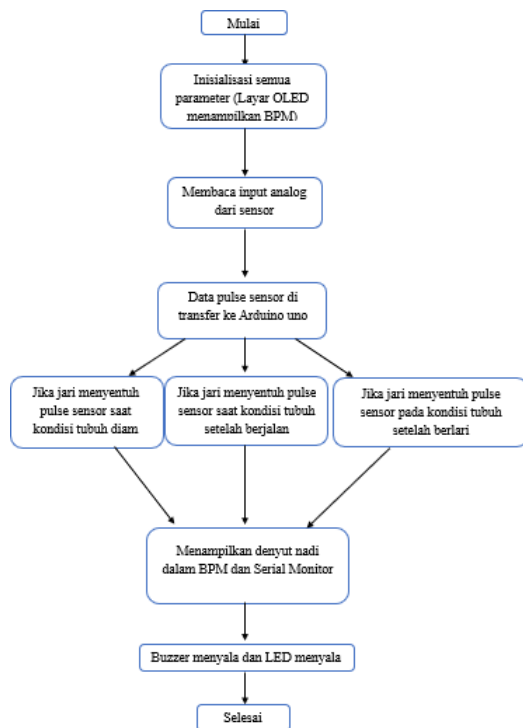 Mulai
Inisialisasi semua
parameter (Layar OLED
menampilkan BPM)
Membaca input analog
dari sensor
Data pulse sensor di
transfer ke Arduino uno
Jika jari menyentuh
pulse sensor saat
kondisi tubuh diam
Jika jari menyentuh pulse
sensor saat kondisi tubuh
setelah berjalan
Jika jari menyentuh pulse
sensor pada kondisi tubuh
setelah berlari
Menampilkan denyut nadi
dalam BPM dan Serial Monitor
Buzzer menyala dan LED menyala
Selesai